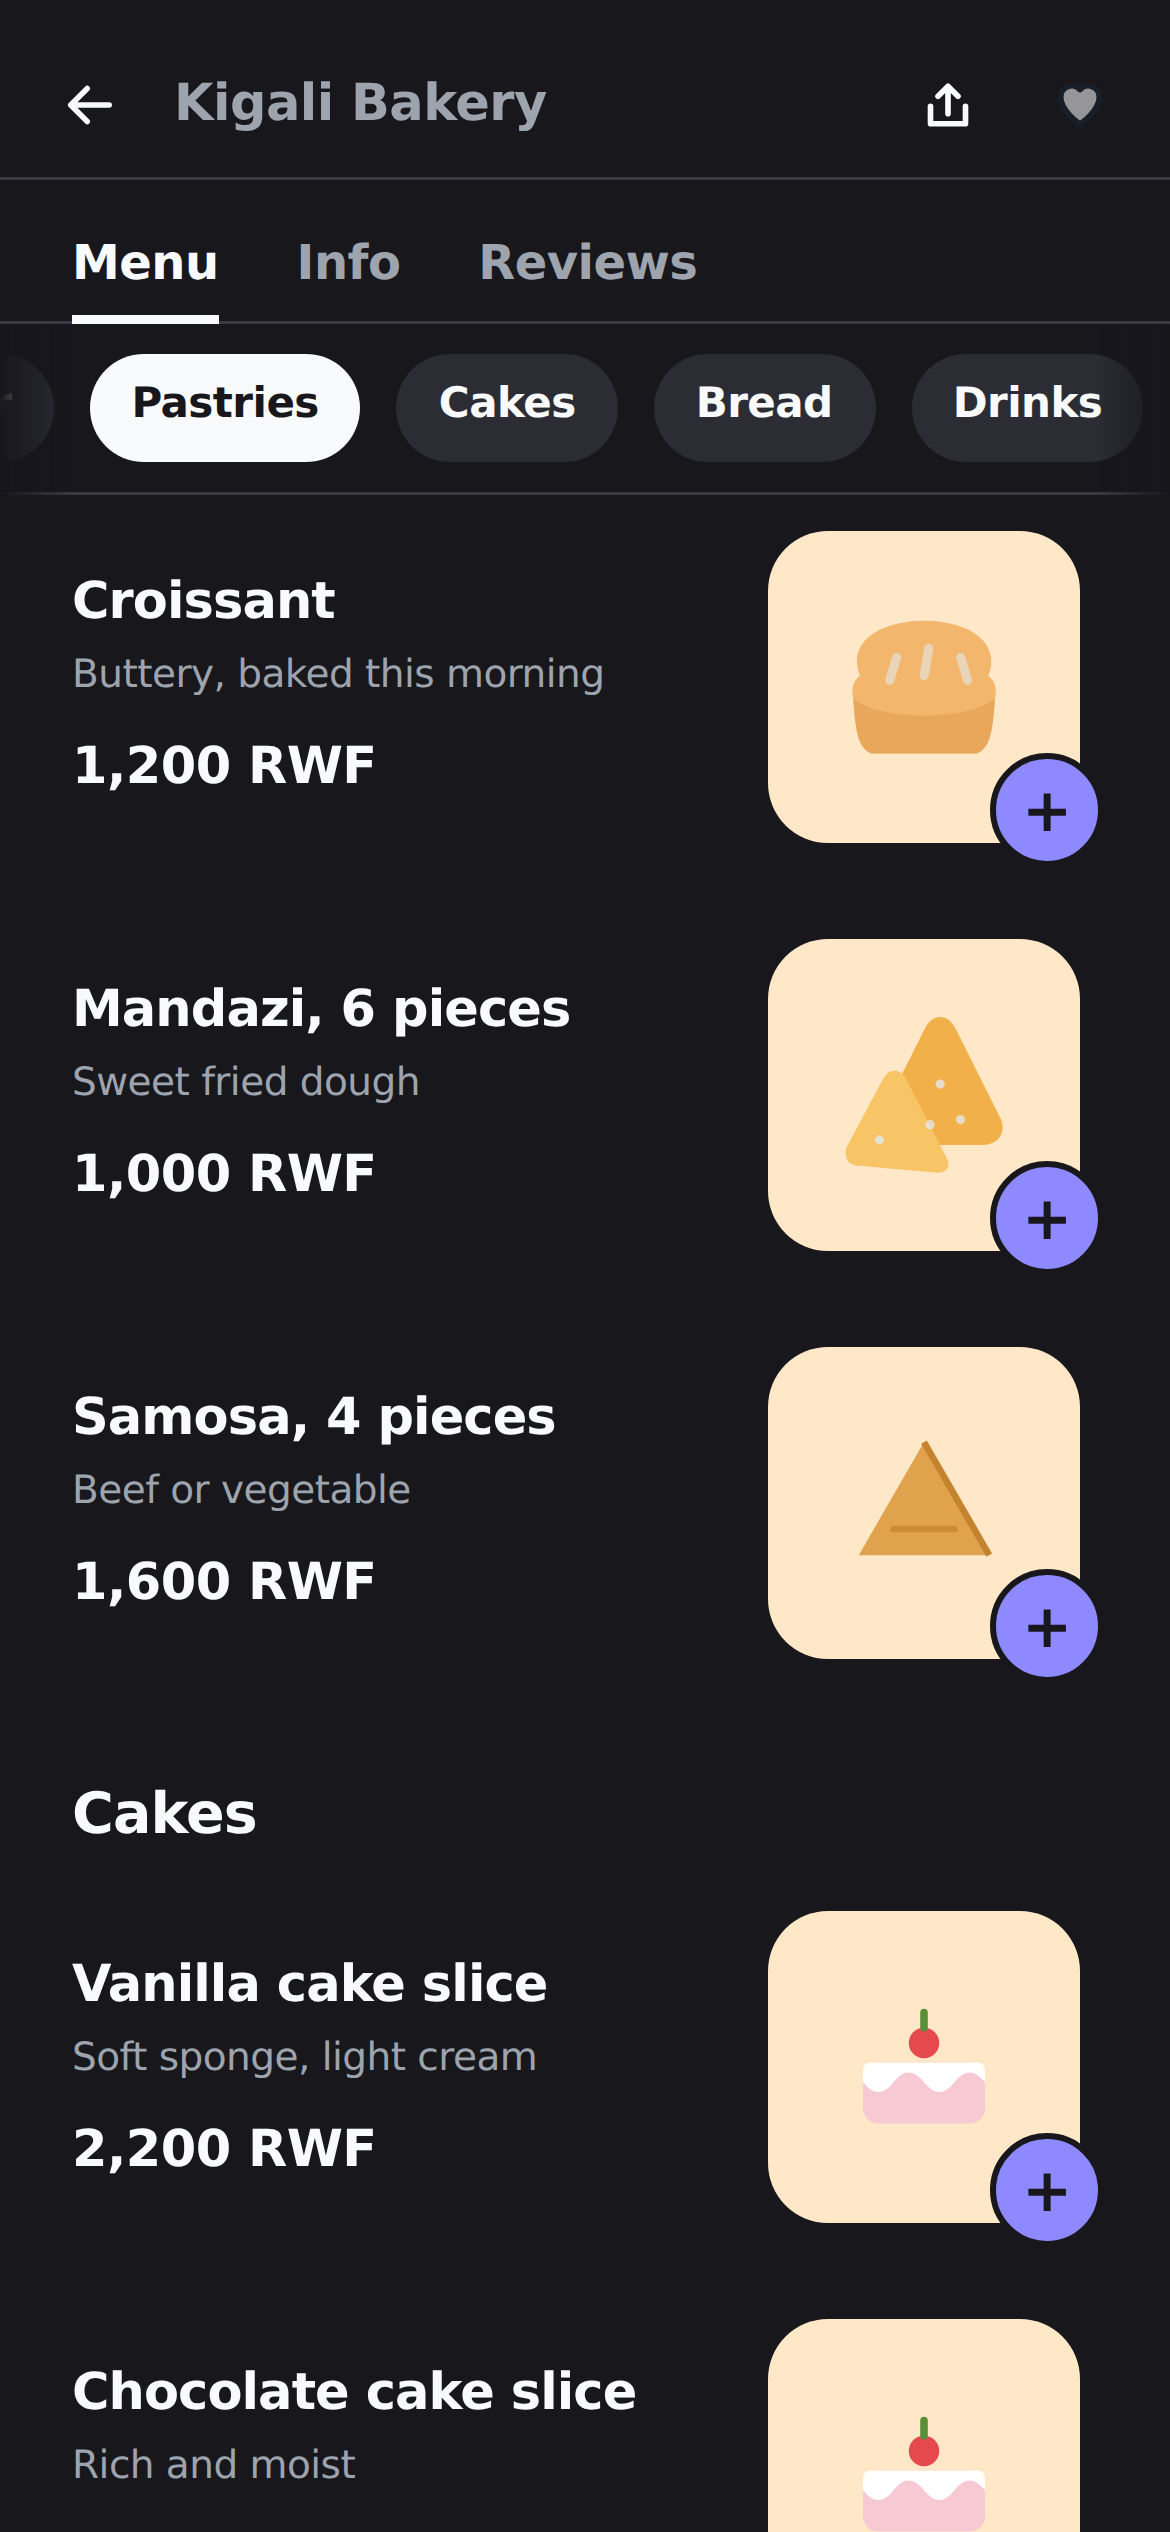 Kigali Bakery
Menu Info Reviews
Pastries Cakes Bread Drinks
Croissant
Buttery, baked this morning
1,200 RWF
Mandazi, 6 pieces
Sweet fried dough
1,000 RWF
Samosa, 4 pieces
Beef or vegetable
1,600 RWF
Cakes
Vanilla cake slice
Soft sponge, light cream
2,200 RWF
Chocolate cake slice
Rich and moist